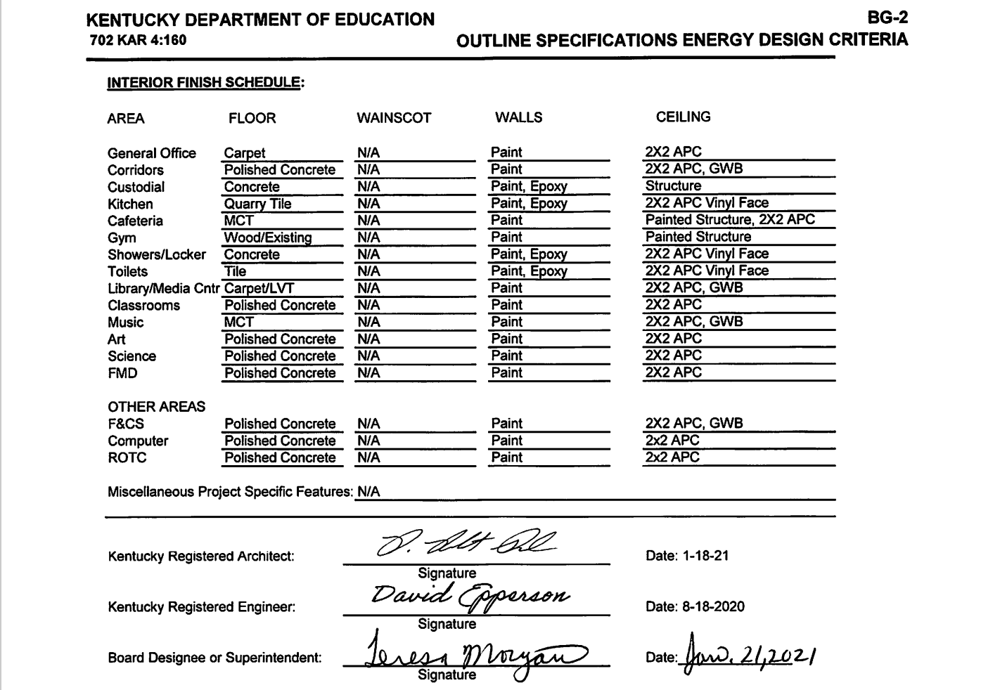 KENTUCKY DEPARTMENT OF EDUCATION BG-2
702 KAR 4:160 OUTLINE SPECIFICATIONS ENERGY DESIGN CRITERIA
INTERIOR FINISH SCHEDULE:
AREA FLOOR WAINSCOT WALLS CEILING
General Office Carpet N/A Paint 2X2 APC
Corridors Polished Concrete N/A Paint 2X2 APC, GWB
Custodial Concrete N/A Paint, Epoxy Structure
Kitchen Quarry Tile N/A Paint, Epoxy 2X2 APC Vinyl Face
Cafeteria MCT N/A Paint Painted Structure, 2X2 APC
Gym Wood/Existing N/A Paint Painted Structure
Showers/Locker Concrete N/A Paint, Epoxy 2X2 APC Vinyl Face
Toilets Tile N/A Paint, Epoxy 2X2 APC Vinyl Face
Library/Media Cntr Carpet/LVT N/A Paint 2X2 APC, GWB
Classrooms Polished Concrete N/A Paint 2X2 APC
Music MCT N/A Paint 2X2 APC, GWB
Art Polished Concrete N/A Paint 2X2 APC
Science Polished Concrete N/A Paint 2X2 APC
FMD Polished Concrete N/A Paint 2X2 APC
OTHER AREAS
F&CS Polished Concrete N/A Paint 2X2 APC, GWB
Computer Polished Concrete N/A Paint 2x2 APC
ROTC Polished Concrete N/A Paint 2x2 APC
Miscellaneous Project Specific Features: N/A
Kentucky Registered Architect: Date: 1-18-21
Signature
Kentucky Registered Engineer: David Epperson Date: 8-18-2020
Signature
Board Designee or Superintendent: Teresa Morgan Date: Jan. 21, 2021
Signature